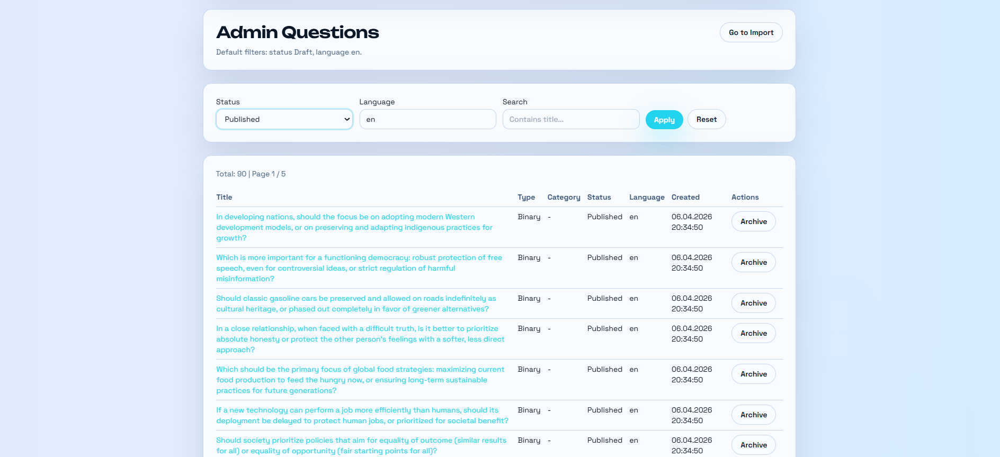 Admin Questions
Go to Import
Default filters: status Draft, language en.
Status
Language
Search
Published
en
Contains title...
Apply
Reset
Total: 90 | Page 1 / 5
Title Type Category Status Language Created Actions
In developing nations, should the focus be on adopting modern Western Binary - Published en 06.04.2026 Archive
development models, or on preserving and adapting indigenous practices for 20:34:50
growth?
Which is more important for a functioning democracy: robust protection of free Binary - Published en 06.04.2026 Archive
speech, even for controversial ideas, or strict regulation of harmful 20:34:50
misinformation?
Should classic gasoline cars be preserved and allowed on roads indefinitely as Binary - Published en 06.04.2026 Archive
cultural heritage, or phased out completely in favor of greener alternatives? 20:34:50
In a close relationship, when faced with a difficult truth, is it better to prioritize Binary - Published en 06.04.2026 Archive
absolute honesty or protect the other person's feelings with a softer, less direct 20:34:50
approach?
Which should be the primary focus of global food strategies: maximizing current Binary - Published en 06.04.2026 Archive
food production to feed the hungry now, or ensuring long-term sustainable 20:34:50
practices for future generations?
If a new technology can perform a job more efficiently than humans, should its Binary - Published en 06.04.2026 Archive
deployment be delayed to protect human jobs, or prioritized for societal benefit? 20:34:50
Should society prioritize policies that aim for equality of outcome (similar results Binary - Published en 06.04.2026 Archive
for all) or equality of opportunity (fair starting points for all)? 20:34:50